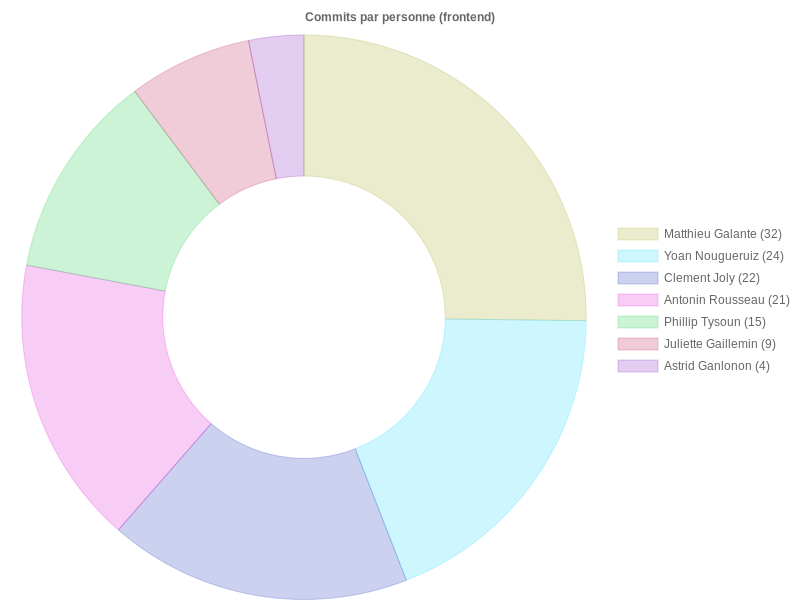 Commits par personne (frontend)
Matthieu Galante (32)
Yoan Nougueruiz (24)
Clement Joly (22)
Antonin Rousseau (21)
Phillip Tysoun (15)
Juliette Gaillemin (9)
Astrid Ganlonon (4)